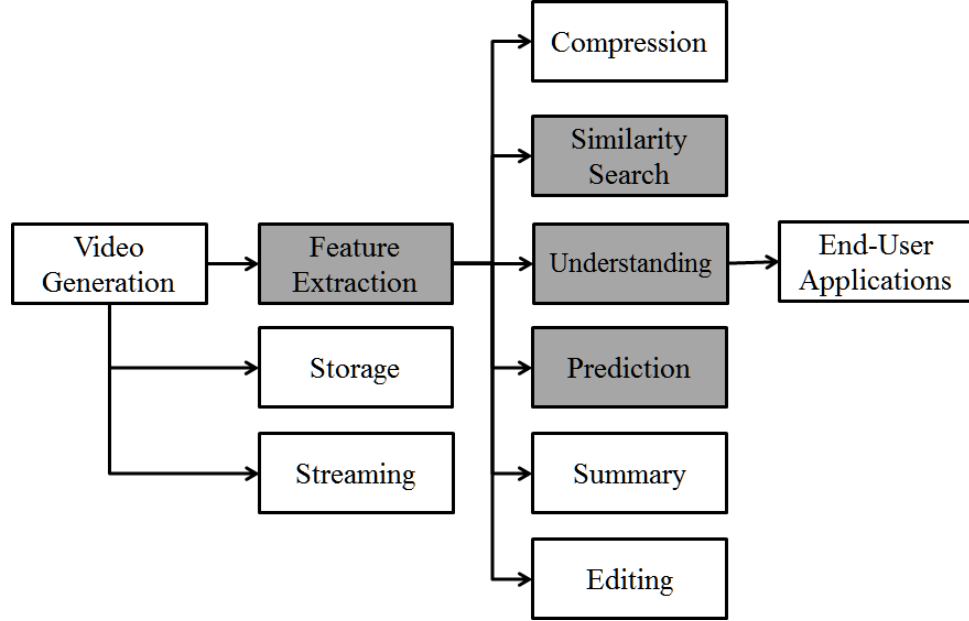 Compression
Similarity
Search
Video
Generation
Feature
Extraction
Understanding
End-User
Applications
Storage
Prediction
Streaming
Summary
Editing